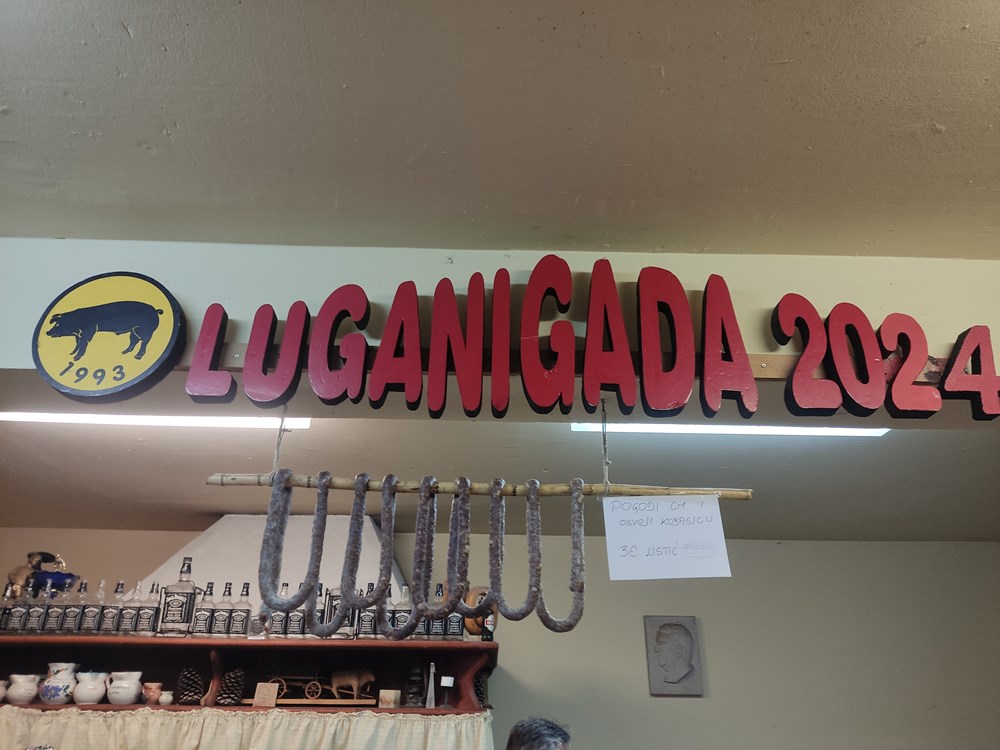 LUGANIGADA 2024
1993
POGODI CM I
OSVOJI KOBASICU
3€ LISTIĆ